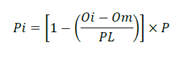 Pi = [1 - (Oi - Om / PL)] × P